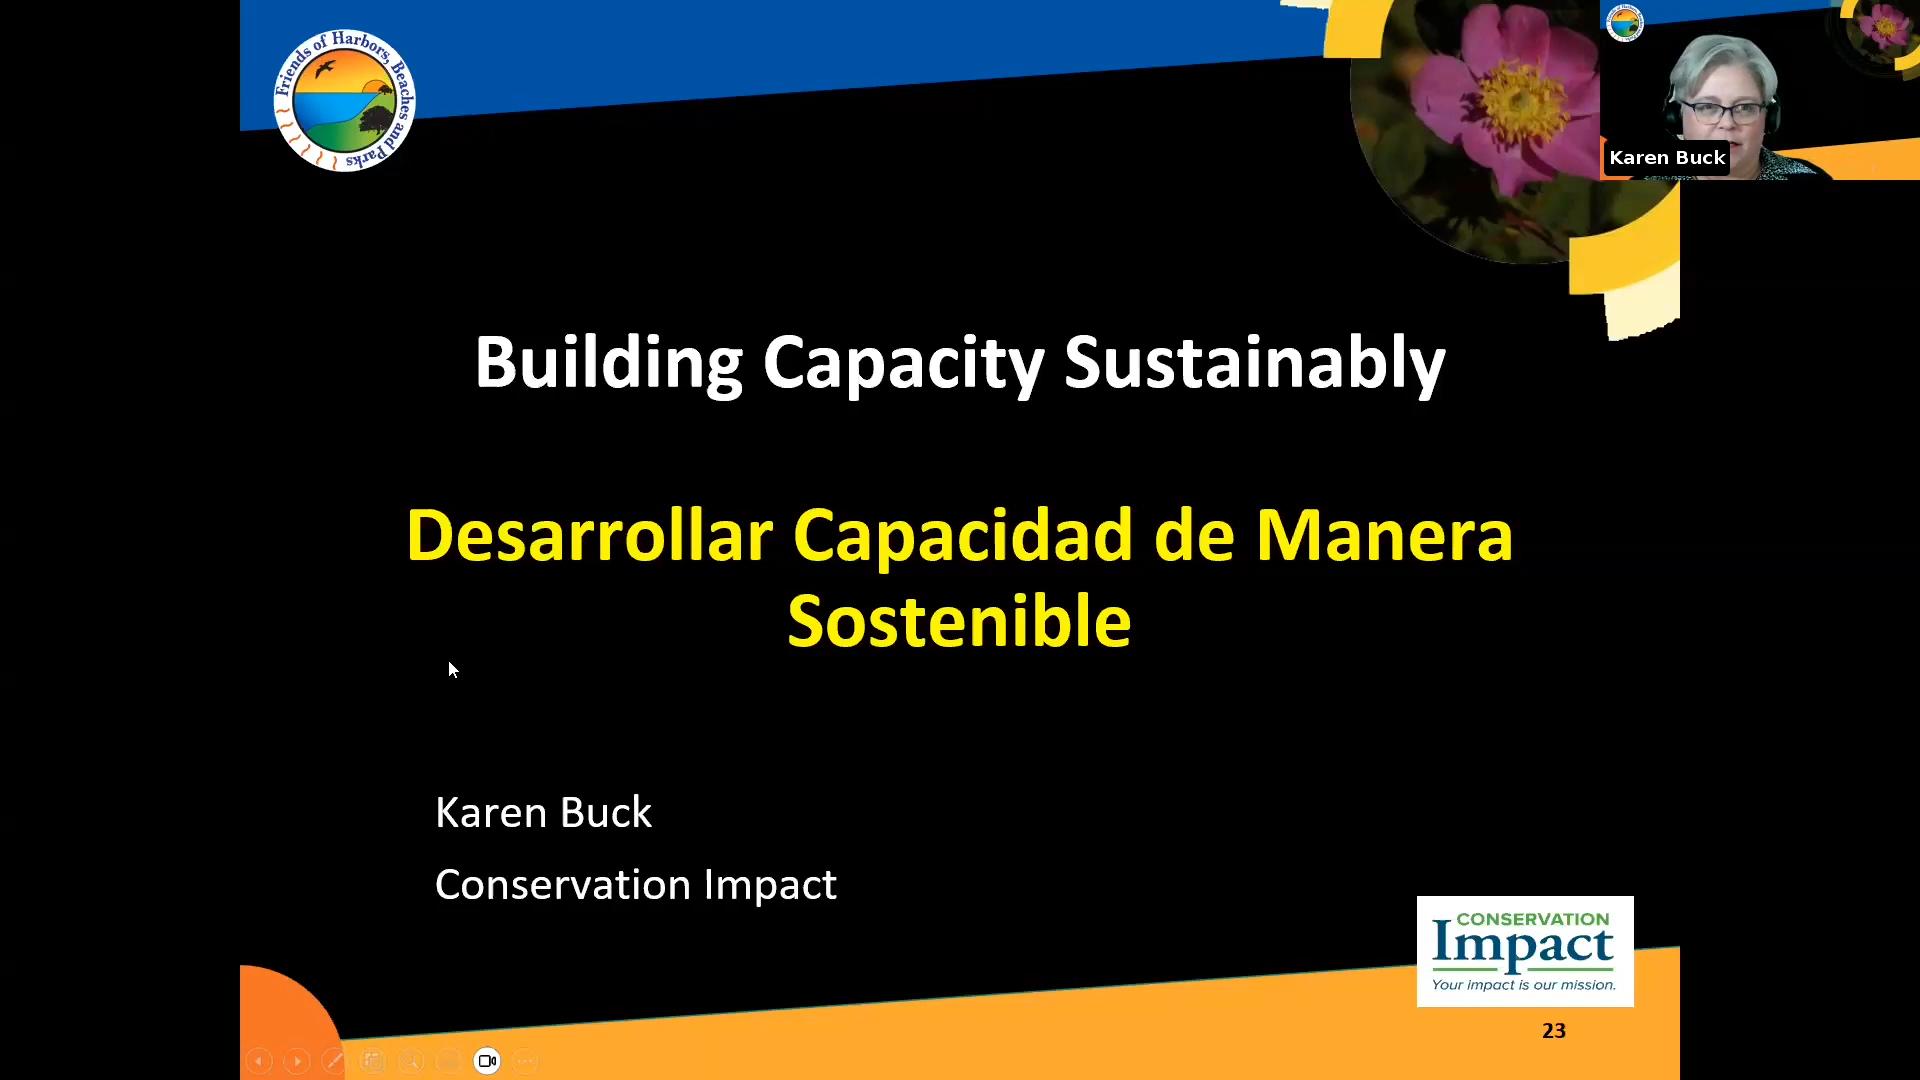 Friends of Harbors, Beaches and Parks
Karen Buck
Building Capacity Sustainably
Desarrollar Capacidad de Manera
Sostenible
Karen Buck
Conservation Impact
CONSERVATION
Impact
Your impact is our mission.
23